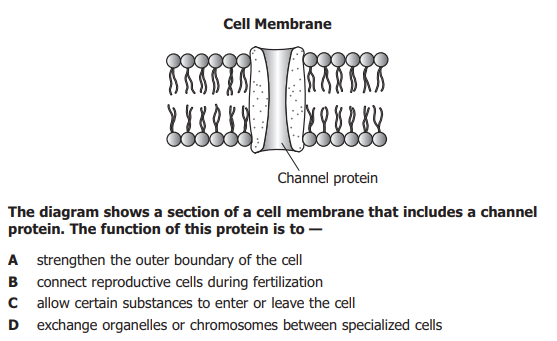 Cell Membrane
Channel protein
The diagram shows a section of a cell membrane that includes a channel
protein. The function of this protein is to —
A strengthen the outer boundary of the cell
B connect reproductive cells during fertilization
C allow certain substances to enter or leave the cell
D exchange organelles or chromosomes between specialized cells